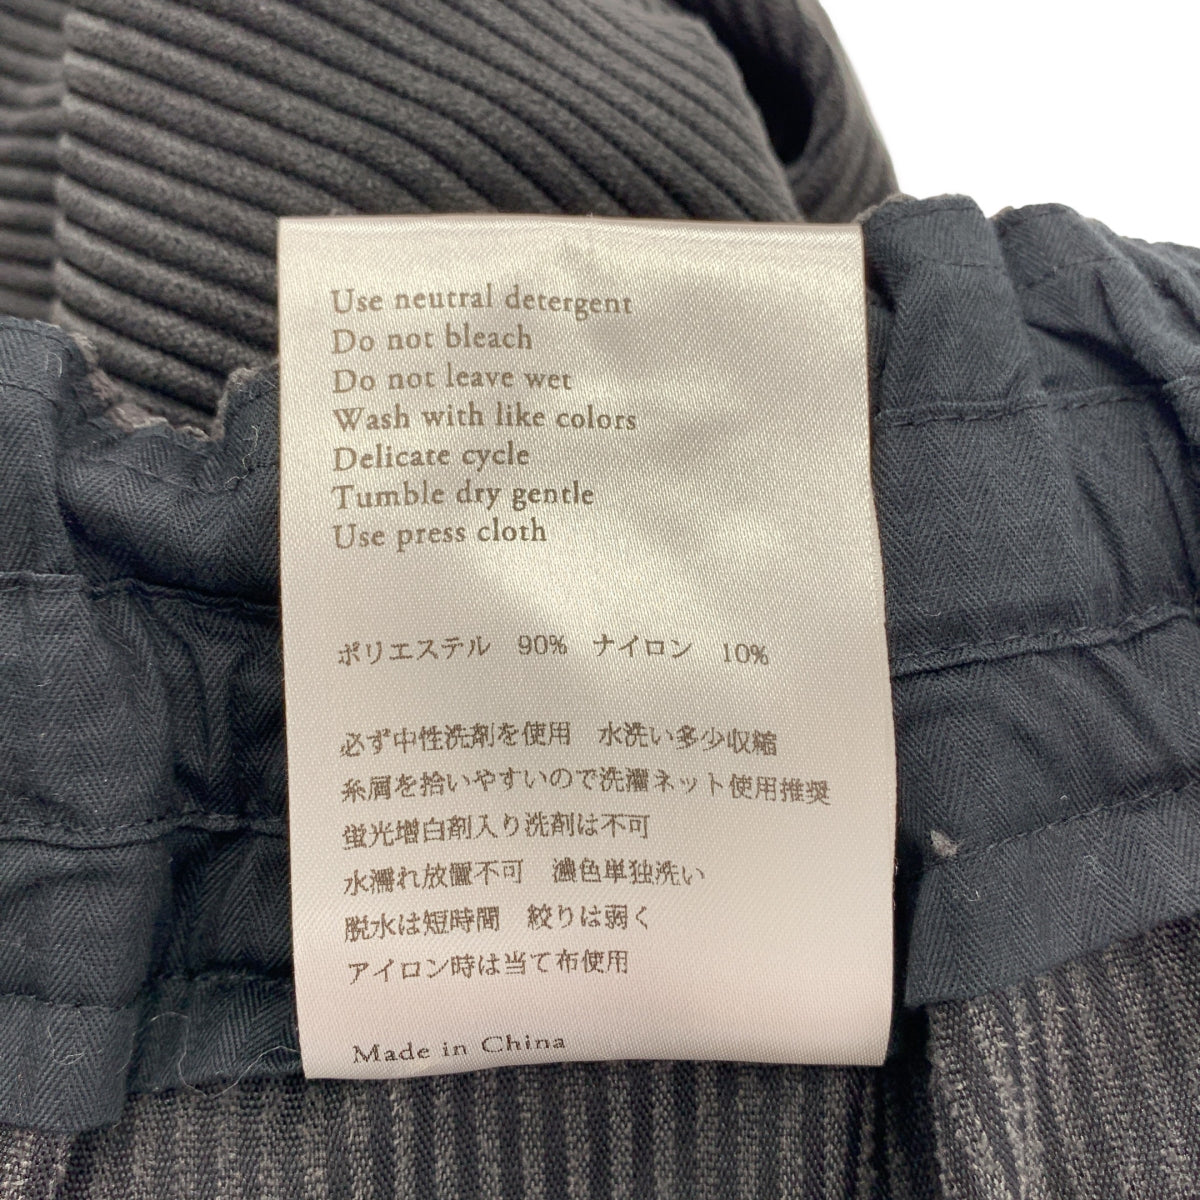 Use neutral detergent
Do not bleach
Do not leave wet
Wash with like colors
Delicate cycle
Tumble dry gentle
Use press cloth
ポリエステル 90% ナイロン 10%
必ず中性洗剤を使用 水洗い多少収縮
糸屑を拾いやすいので洗濯ネット使用推奨
蛍光増白剤入り洗剤は不可
水濡れ放置不可 濃色単独洗い
脱水は短時間 絞りは弱く
アイロン時は当て布使用
Made in China